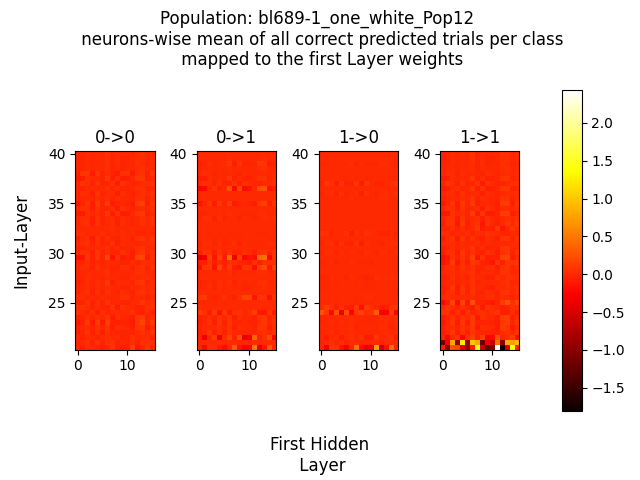 Population: bl689-1_one_white_Pop12
neurons-wise mean of all correct predicted trials per class
mapped to the first Layer weights
0->0 0->1 1->0 1->1
40 40 40 40 2.0
35 35 35 35 1.5
30 30 30 30 1.0
25 25 25 25 0.5
0.0
−0.5
−1.0
−1.5
0 10 0 10 0 10 0 10
Input-Layer
First Hidden
Layer